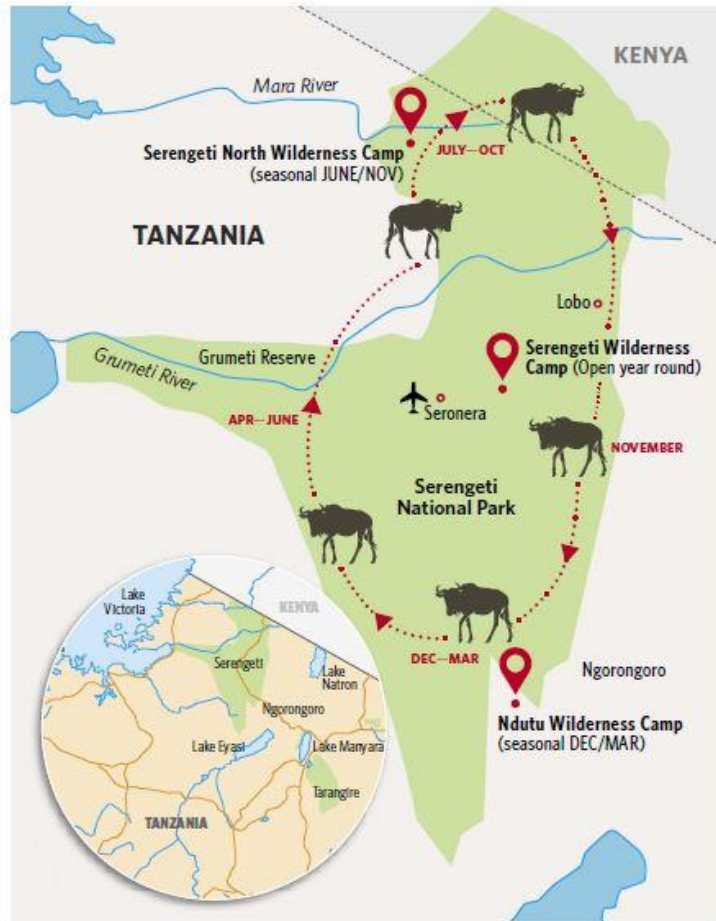 KENYA
Mara River
Serengeti North Wilderness Camp
(seasonal JUNE/NOV)
JULY—OCT
TANZANIA
Lobo
Grumeti Reserve
Grumeti River
Serengeti Wilderness
Camp (Open year round)
Seronera
APR—JUNE
NOVEMBER
Serengeti
National Park
DEC—MAR
Ngorongoro
Ndutu Wilderness Camp
(seasonal DEC/MAR)
Lake
Victoria
KENYA
Serengeti
Lake
Natron
Ngorongoro
Lake Eyasi
Lake Manyara
Tarangire
TANZANIA